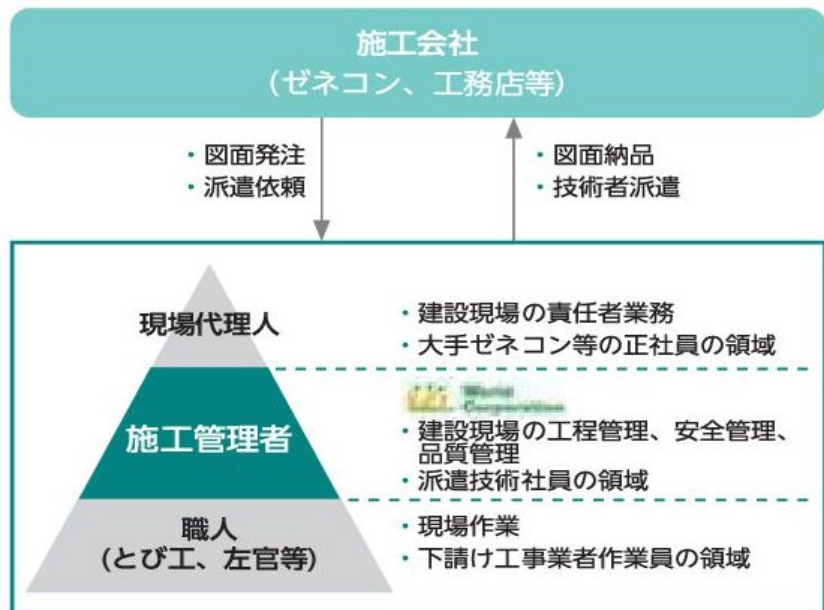 施工会社
(ゼネコン、工務店等)
・図面発注
・派遣依頼
・図面納品
・技術者派遣
現場代理人
・建設現場の責任者業務
・大手ゼネコン等の正社員の領域
World
Corporation
施工管理者
・建設現場の工程管理、安全管理、
品質管理
・派遣技術社員の領域
職人
(とび工、左官等)
・現場作業
・下請け工事業者作業員の領域